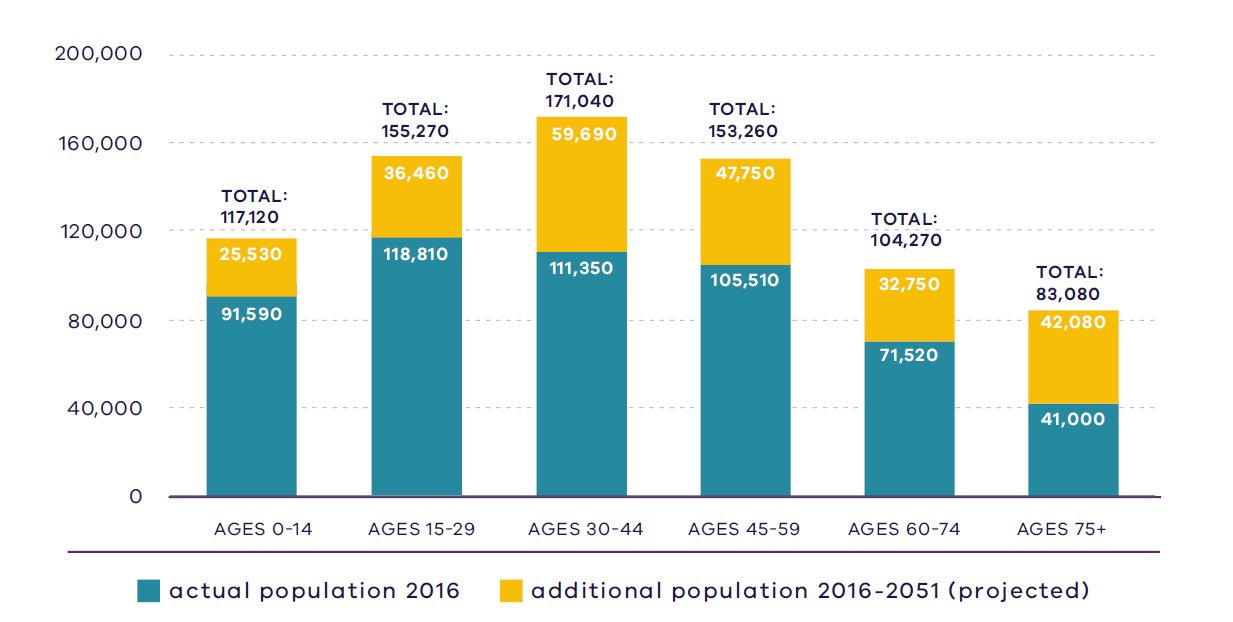 200,000
160,000
120,000
80,000
40,000
0
TOTAL:
117,120
25,530
91,590
TOTAL:
155,270
36,460
118,810
TOTAL:
171,040
59,690
111,350
TOTAL:
153,260
47,750
105,510
TOTAL:
104,270
32,750
71,520
TOTAL:
83,080
42,080
41,000
AGES 0-14
AGES 15-29
AGES 30-44
AGES 45-59
AGES 60-74
AGES 75+
actual population 2016
additional population 2016-2051 (projected)